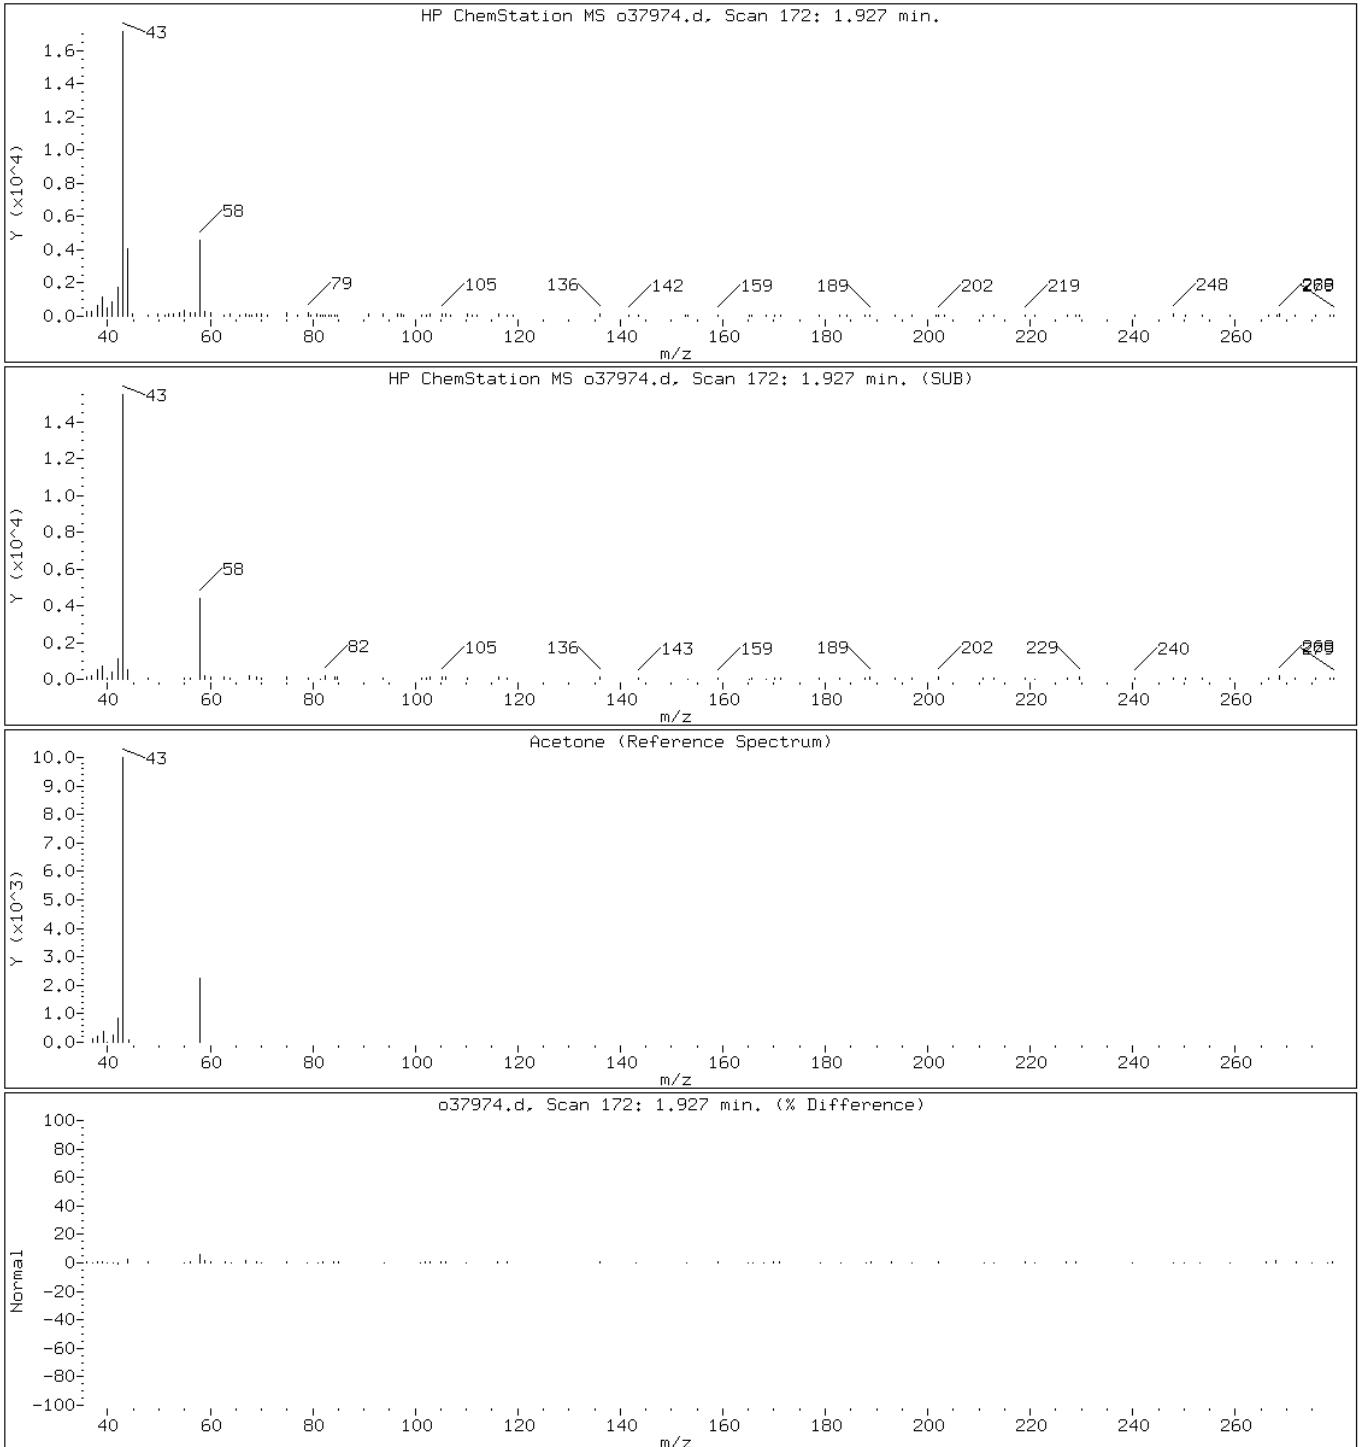 HP ChemStation MS o37974.d, Scan 172: 1.927 min.
43
1.6
1.4
1.2
1.0
0.8
58
0.6
0.4
0.2
79 105 136 142 159 189 202 219 248
0.0
Y (x10^4)
40 60 80 100 120 140 160 180 200 220 240 260
m/z
HP ChemStation MS o37974.d, Scan 172: 1.927 min. (SUB)
43
1.4
1.2
1.0
0.8
58
0.6
0.4
0.2
82 105 136 143 159 189 202 229 240
0.0
Y (x10^4)
40 60 80 100 120 140 160 180 200 220 240 260
m/z
Acetone (Reference Spectrum)
43
10.0
9.0
8.0
7.0
6.0
5.0
4.0
3.0
2.0
1.0
0.0
Y (x10^3)
40 60 80 100 120 140 160 180 200 220 240 260
m/z
o37974.d, Scan 172: 1.927 min. (% Difference)
100
80
60
40
20
0
-20
-40
-60
-80
-100
Normal
40 60 80 100 120 140 160 180 200 220 240 260
m/z